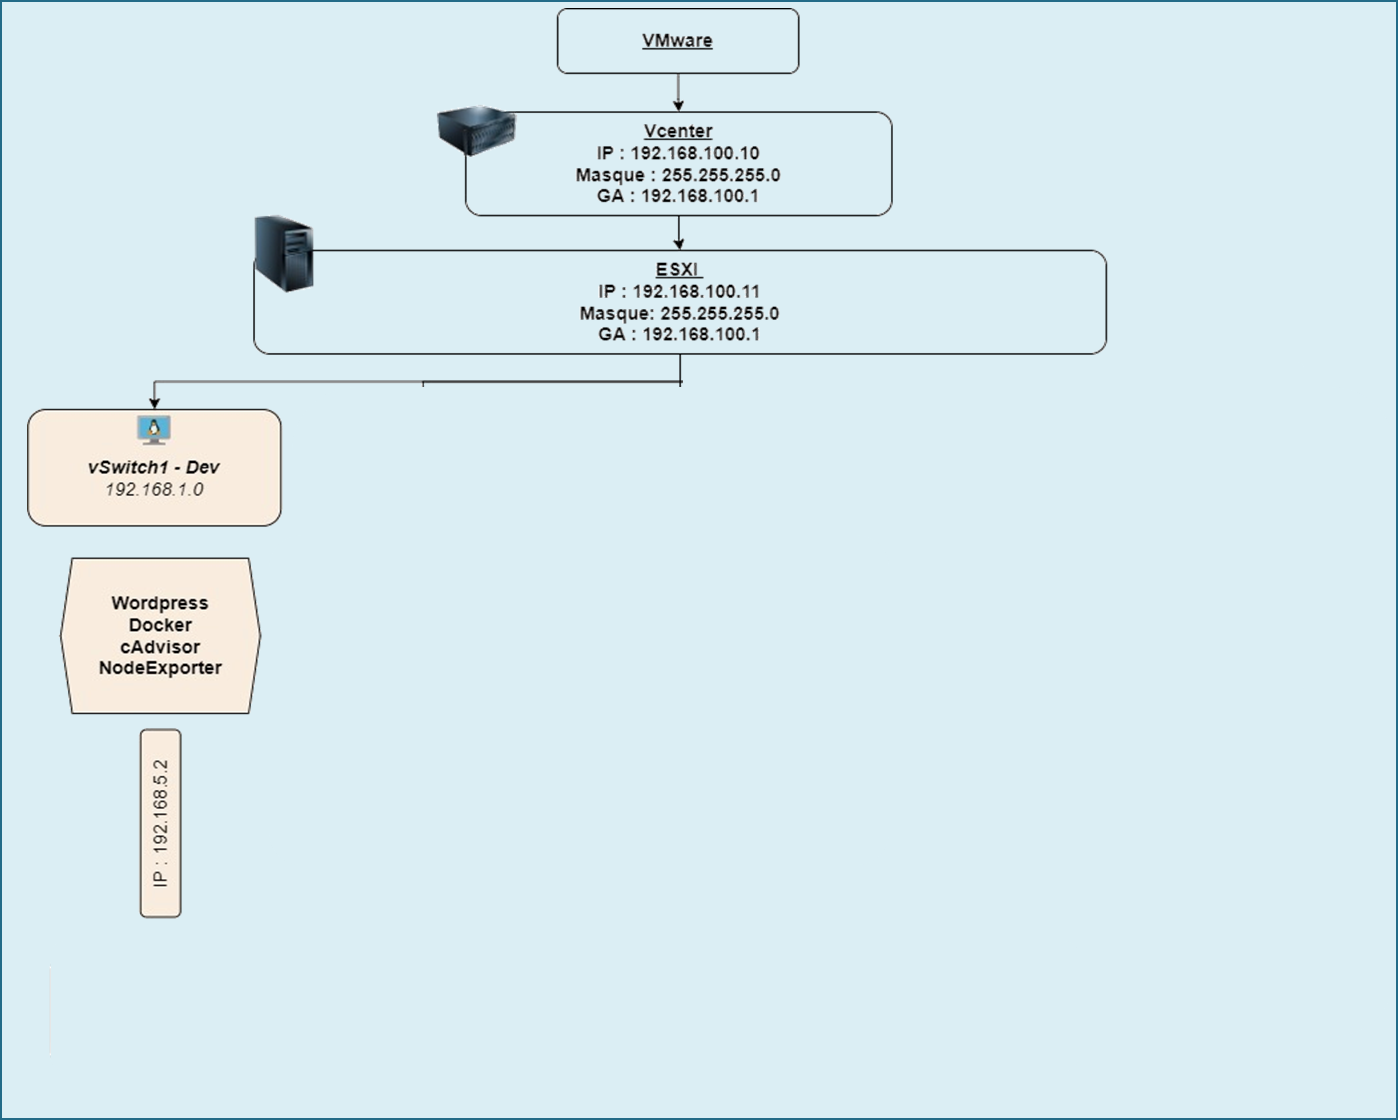 VMware
Vcenter
IP : 192.168.100.10
Masque : 255.255.255.0
GA : 192.168.100.1
ESXI
IP : 192.168.100.11
Masque: 255.255.255.0
GA : 192.168.100.1
vSwitch1 - Dev
192.168.1.0
Wordpress
Docker
cAdvisor
NodeExporter
IP : 192.168.5.2